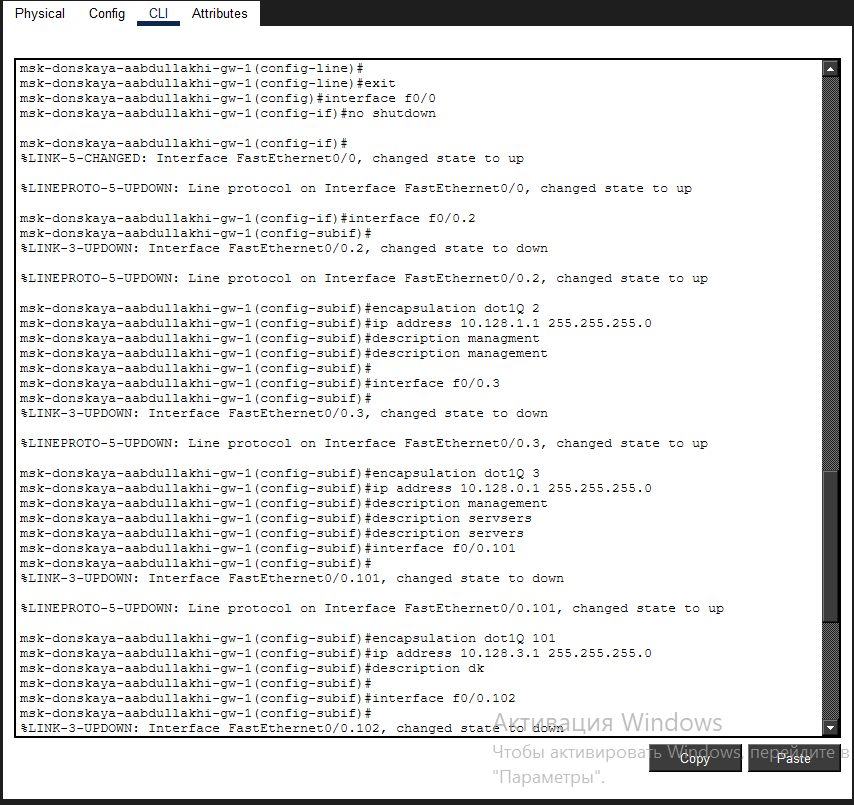 Physical Config CLI Attributes
msk-donskaya-aabdullakhi-gw-1(config-line)#
msk-donskaya-aabdullakhi-gw-1(config-line)#exit
msk-donskaya-aabdullakhi-gw-1(config)#interface f0/0
msk-donskaya-aabdullakhi-gw-1(config-if)#no shutdown
msk-donskaya-aabdullakhi-gw-1(config-if)#
%LINK-5-CHANGED: Interface FastEthernet0/0, changed state to up
%LINEPROTO-5-UPDOWN: Line protocol on Interface FastEthernet0/0, changed state to up
msk-donskaya-aabdullakhi-gw-1(config-if)#interface f0/0.2
msk-donskaya-aabdullakhi-gw-1(config-subif)#
%LINK-3-UPDOWN: Interface FastEthernet0/0.2, changed state to down
%LINEPROTO-5-UPDOWN: Line protocol on Interface FastEthernet0/0.2, changed state to up
msk-donskaya-aabdullakhi-gw-1(config-subif)#encapsulation dot1Q 2
msk-donskaya-aabdullakhi-gw-1(config-subif)#ip address 10.128.1.1 255.255.255.0
msk-donskaya-aabdullakhi-gw-1(config-subif)#description managment
msk-donskaya-aabdullakhi-gw-1(config-subif)#description management
msk-donskaya-aabdullakhi-gw-1(config-subif)#
msk-donskaya-aabdullakhi-gw-1(config-subif)#interface f0/0.3
msk-donskaya-aabdullakhi-gw-1(config-subif)#
%LINK-3-UPDOWN: Interface FastEthernet0/0.3, changed state to down
%LINEPROTO-5-UPDOWN: Line protocol on Interface FastEthernet0/0.3, changed state to up
msk-donskaya-aabdullakhi-gw-1(config-subif)#encapsulation dot1Q 3
msk-donskaya-aabdullakhi-gw-1(config-subif)#ip address 10.128.0.1 255.255.255.0
msk-donskaya-aabdullakhi-gw-1(config-subif)#description management
msk-donskaya-aabdullakhi-gw-1(config-subif)#description servsers
msk-donskaya-aabdullakhi-gw-1(config-subif)#description servers
msk-donskaya-aabdullakhi-gw-1(config-subif)#interface f0/0.101
msk-donskaya-aabdullakhi-gw-1(config-subif)#
%LINK-3-UPDOWN: Interface FastEthernet0/0.101, changed state to down
%LINEPROTO-5-UPDOWN: Line protocol on Interface FastEthernet0/0.101, changed state to up
msk-donskaya-aabdullakhi-gw-1(config-subif)#encapsulation dot1Q 101
msk-donskaya-aabdullakhi-gw-1(config-subif)#ip address 10.128.3.1 255.255.255.0
msk-donskaya-aabdullakhi-gw-1(config-subif)#description dk
msk-donskaya-aabdullakhi-gw-1(config-subif)#
msk-donskaya-aabdullakhi-gw-1(config-subif)#interface f0/0.102
msk-donskaya-aabdullakhi-gw-1(config-subif)#
%LINK-3-UPDOWN: Interface FastEthernet0/0.102, changed state to down
Активация Windows
Чтобы активировать Windows, перейдите в
"Параметры".
Copy Paste